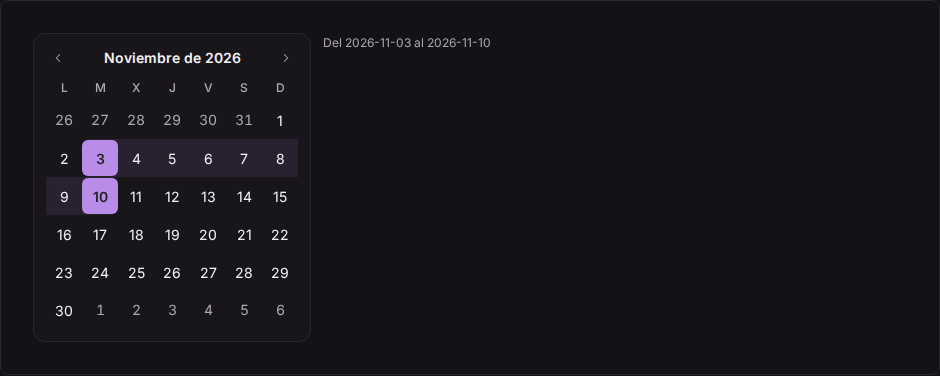 Noviembre de 2026
Del 2026-11-03 al 2026-11-10
L M X J V S D
26 27 28 29 30 31 1
2 3 4 5 6 7 8
9 10 11 12 13 14 15
16 17 18 19 20 21 22
23 24 25 26 27 28 29
30 1 2 3 4 5 6